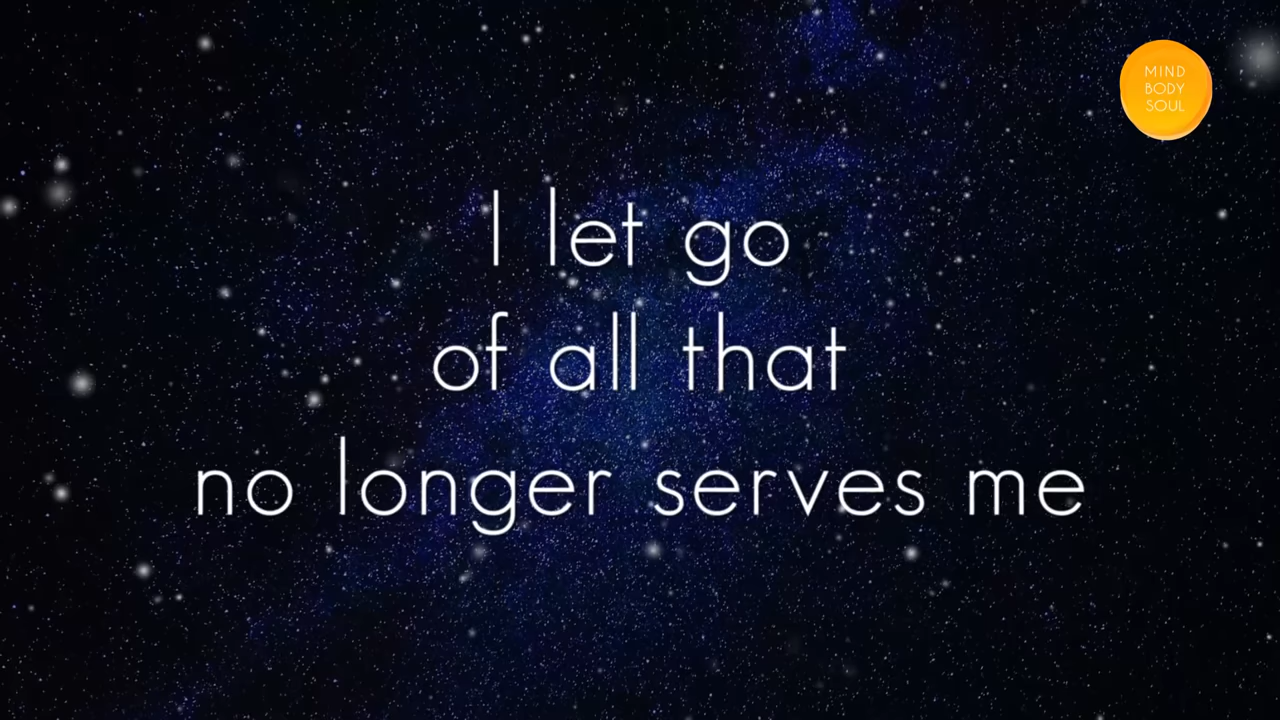 MIND
BODY
SOUL
I let go
of all that
no longer serves me